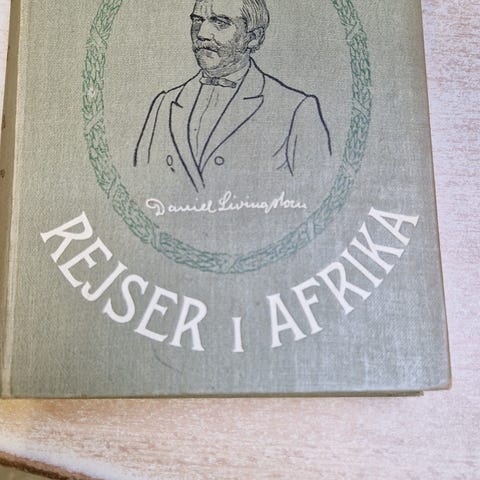 Daniel Livingstone
REJSER I AFRIKA